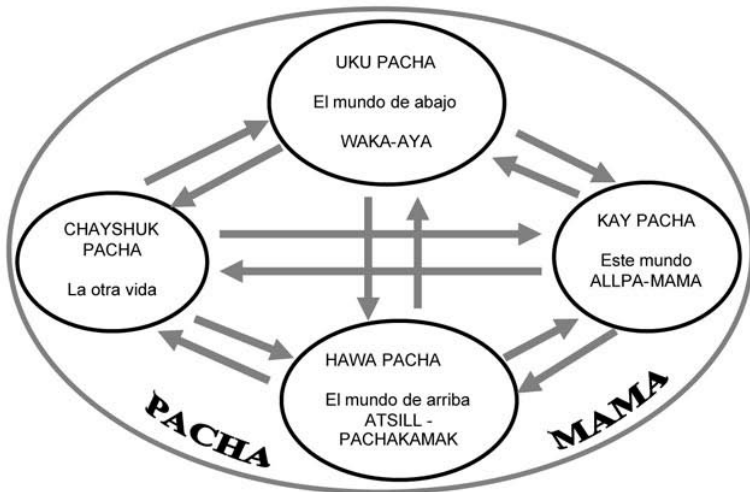 UKU PACHA
El mundo de abajo
WAKA-AYA
CHAYSHUK
PACHA
La otra vida
KAY PACHA
Este mundo
ALLPA-MAMA
HAWA PACHA
El mundo de arriba
ATSILL -
PACHAKAMAK
PACHA
MAMA